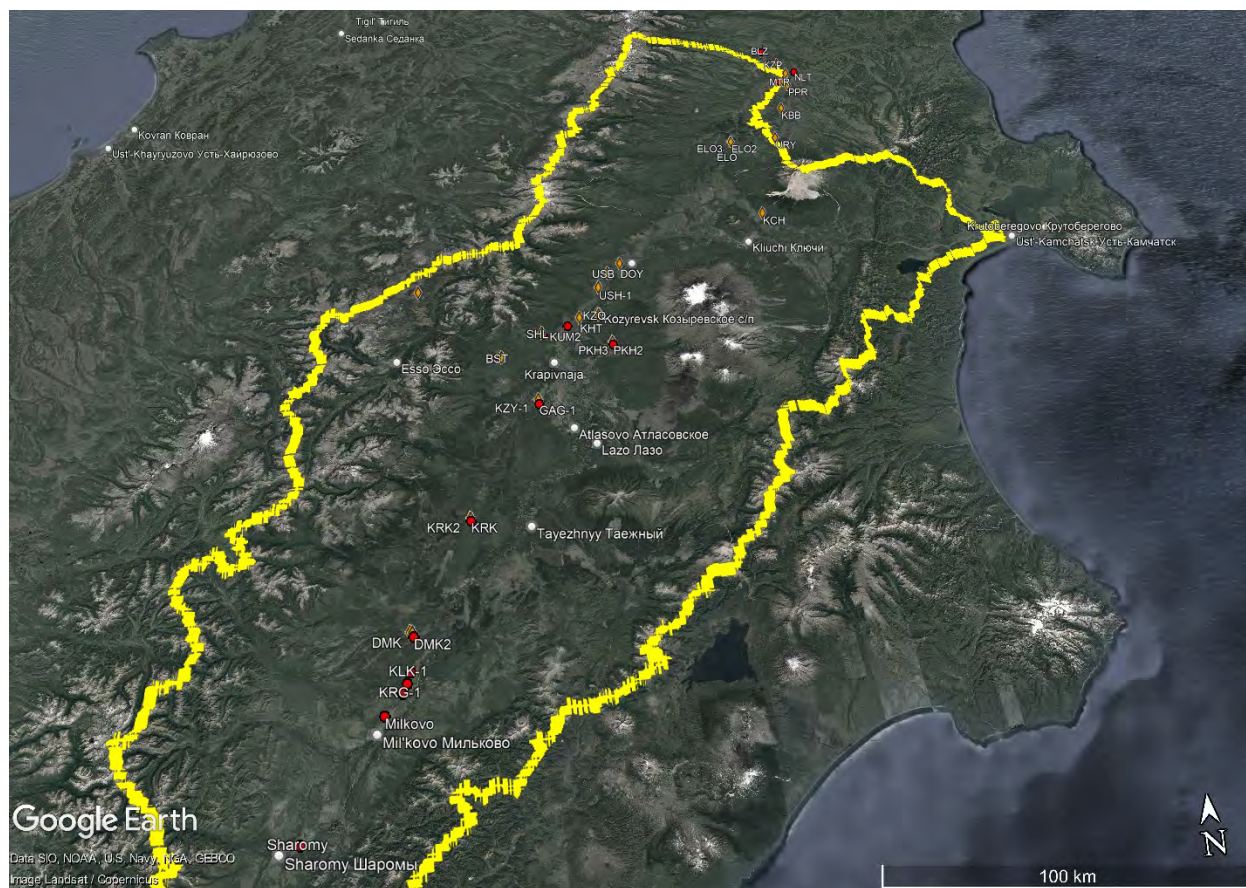 Tigil' Тигиль
Sedanka Седанка
BLZ
KZP
NLT
MTR
PPR
KBB
Kovran Ковран
Ust'-Khayryuzovo Усть-Хайрюзово
ELO3 ELO2
ELO
Krutoberegovo Крутоберегово
Ust'-Kamchatsk Усть-Камчатск
KCH
Kliuchi Ключи
USB DOY
USH-1
Kozyrevsk Козыревское с/п
KHT
SHL
KUM2
PKH3 PKH2
BST
Esso Эссо
Krapivnaja
KZY-1
GAG-1
Atlasovo Атласовское
Lazo Лазо
KRK2
KRK
Tayezhnyy Таежный
DMK
DMK2
KLK-1
KRG-1
Milkovo
Mil'kovo Мильково
Google Earth
Sharomy
Sharomy Шаромы
Data SIO, NOAA, U.S. Navy, NGA, GEBCO
Image Landsat / Copernicus
100 km
N